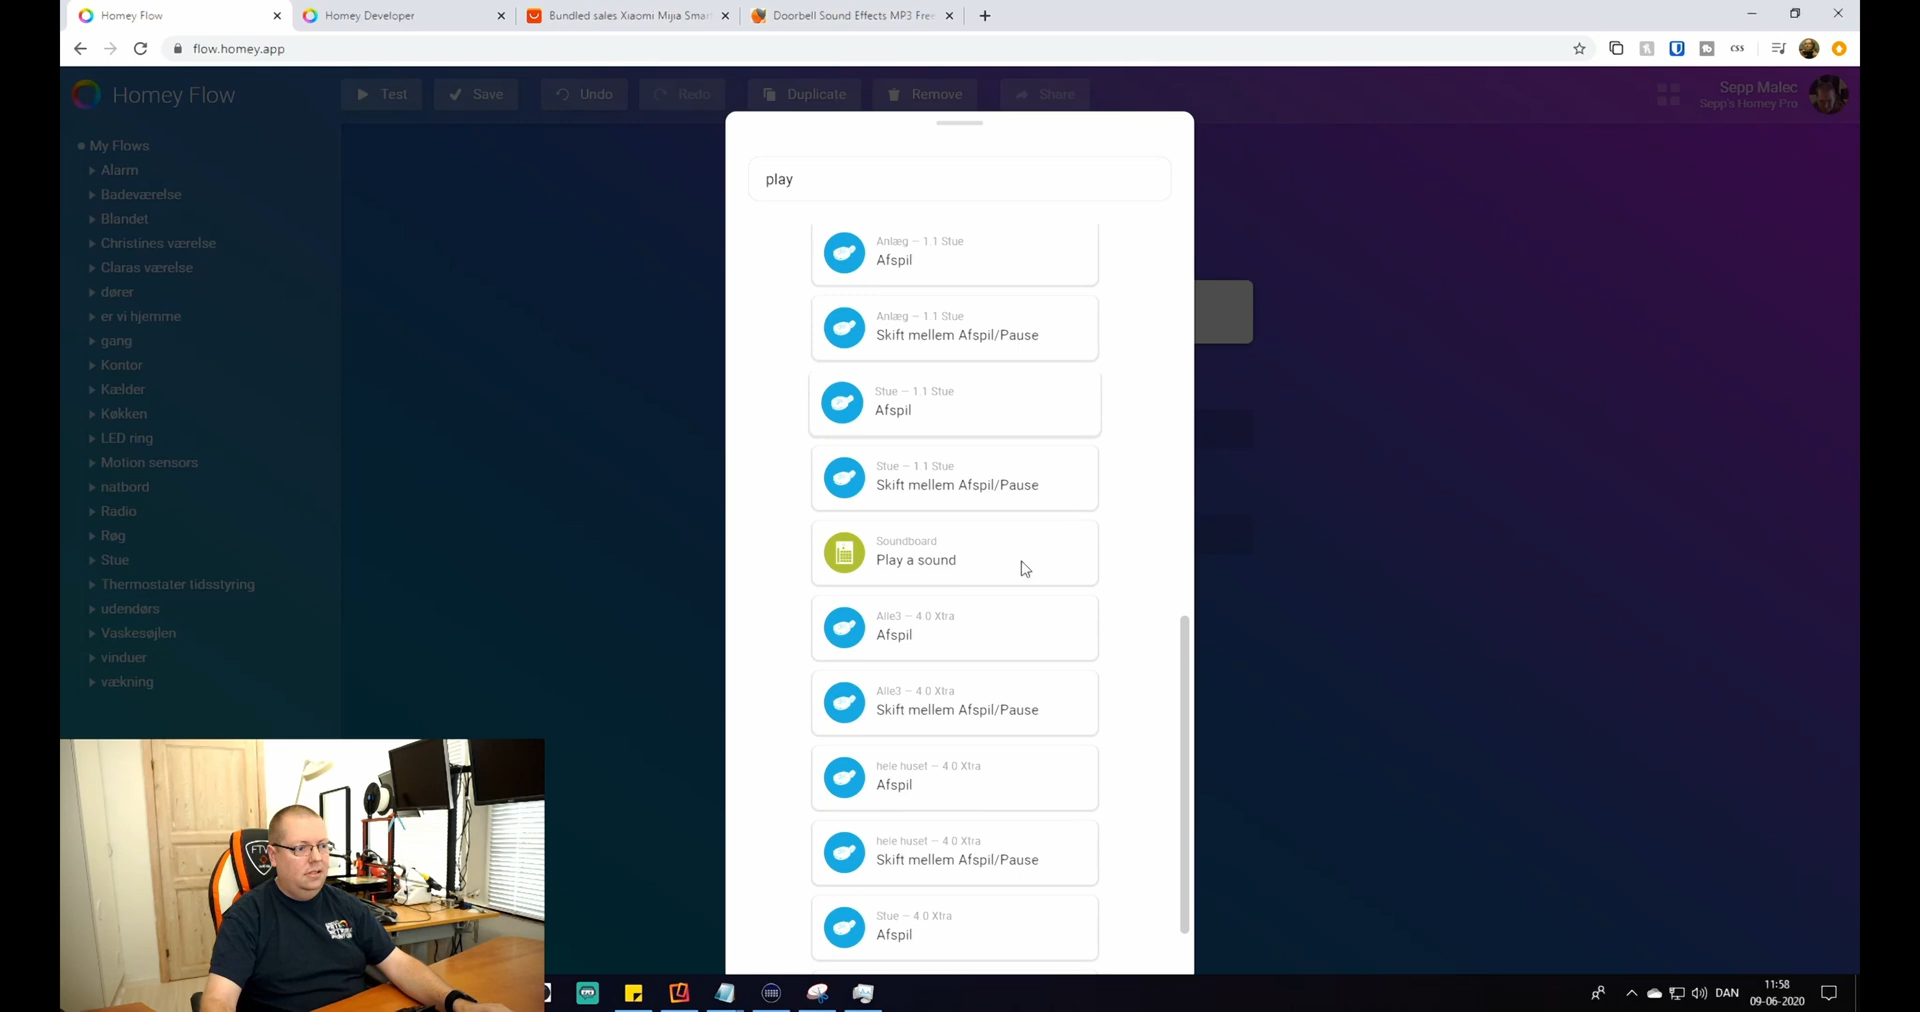 Homey Flow
Homey Developer
Bundled sales Xiaomi Mijia Smar
Doorbell Sound Effects MP3 Free
flow.homey.app
CSS
Homey Flow
Test
Save
Undo
Redo
Duplicate
Remove
Share
Sepp Malec
Sepp's Homey Pro
My Flows
Alarm
Badeværelse
Blandet
Christines værelse
Claras værelse
dører
er vi hjemme
gang
Kontor
Kælder
Køkken
LED ring
Motion sensors
natbord
Radio
Røg
Stue
Thermostater tidsstyring
udendørs
Vaskesøjlen
vinduer
vækning
play
Anlæg – 1 1 Stue
Afspil
Anlæg – 1 1 Stue
Skift mellem Afspil/Pause
Stue – 1 1 Stue
Afspil
Stue – 1 1 Stue
Skift mellem Afspil/Pause
Soundboard
Play a sound
Alle3 – 4 0 Xtra
Afspil
Alle3 – 4 0 Xtra
Skift mellem Afspil/Pause
hele huset – 4 0 Xtra
Afspil
hele huset – 4 0 Xtra
Skift mellem Afspil/Pause
Stue – 4 0 Xtra
Afspil
DAN
11:58
09-06-2020